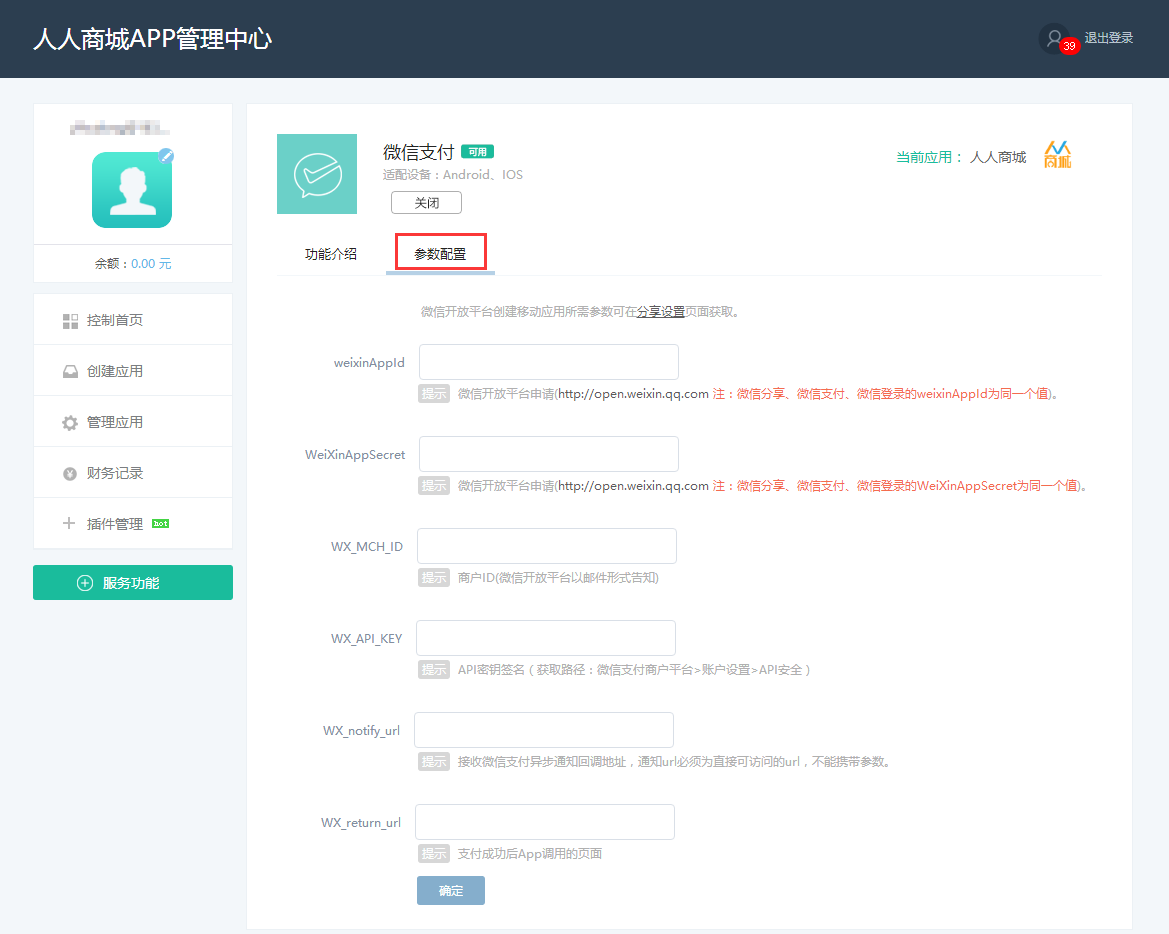 人人商城APP管理中心
39
退出登录
余额：0.00 元
控制首页
创建应用
管理应用
财务记录
插件管理 hot
服务功能
微信支付 可用
适配设备：Android、IOS
关闭
当前应用： 人人商城
商城
功能介绍
参数配置
微信开放平台创建移动应用所需参数可在分享设置页面获取。
weixinAppId
提示 微信开放平台申请(http://open.weixin.qq.com 注：微信分享、微信支付、微信登录的weixinAppId为同一个值)。
WeiXinAppSecret
提示 微信开放平台申请(http://open.weixin.qq.com 注：微信分享、微信支付、微信登录的WeiXinAppSecret为同一个值)。
WX_MCH_ID
提示 商户ID(微信开放平台以邮件形式告知)
WX_API_KEY
提示 API密钥签名（获取路径：微信支付商户平台>账户设置>API安全）
WX_notify_url
提示 接收微信支付异步通知回调地址，通知url必须为直接可访问的url，不能携带参数。
WX_return_url
提示 支付成功后App调用的页面
确定